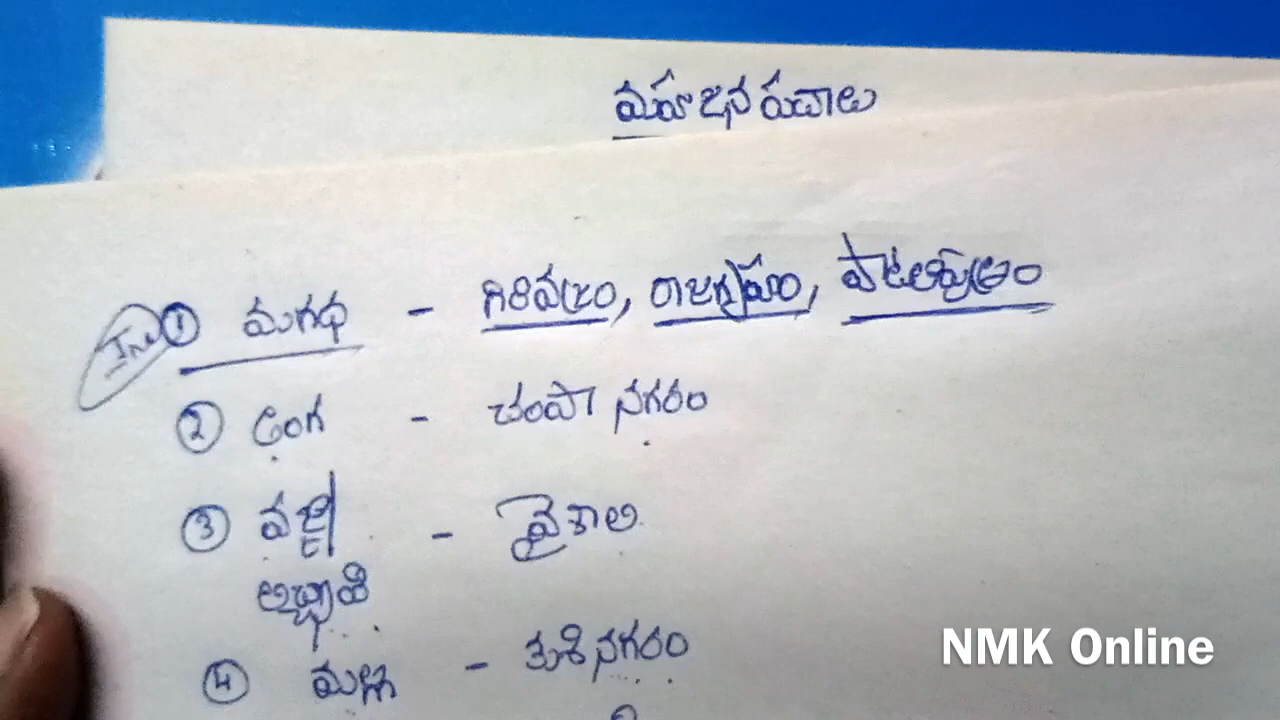 మహాజనపదాలు
Imp ① మగధ - గిరివ్రజం, రాజగృహం, పాటలీపుత్రం
② అంగ - చంపా నగరం
③ వజ్జి - వైశాలి
④ మల్ల - కుశినగరం
NMK Online